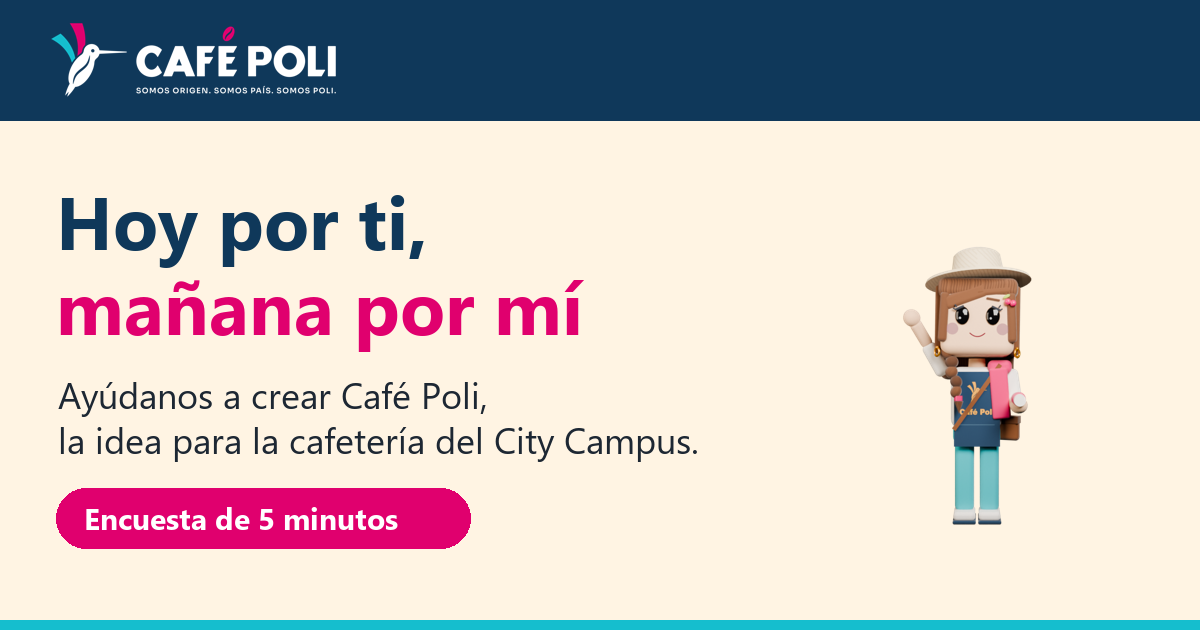 CAFÉ POLI
SOMOS ORIGEN. SOMOS PAÍS. SOMOS POLI.
Hoy por ti,
mañana por mí
Ayúdanos a crear Café Poli,
la idea para la cafetería del City Campus.
Café Poli
Encuesta de 5 minutos